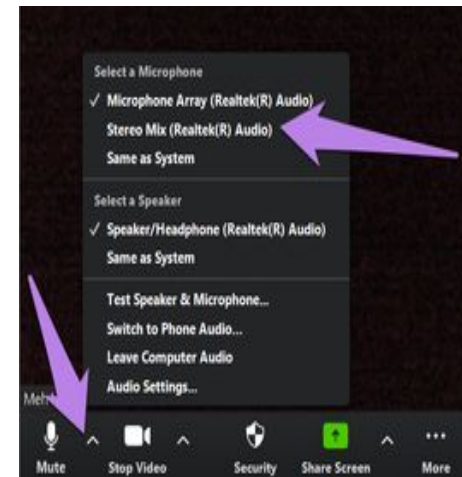 Select a Microphone
✓ Microphone Array (Realtek(R) Audio)
Stereo Mix (Realtek(R) Audio)
Same as System
Select a Speaker
✓ Speaker/Headphone (Realtek(R) Audio)
Same as System
Test Speaker & Microphone...
Switch to Phone Audio...
Leave Computer Audio
Audio Settings...
Mute Stop Video Security Share Screen More